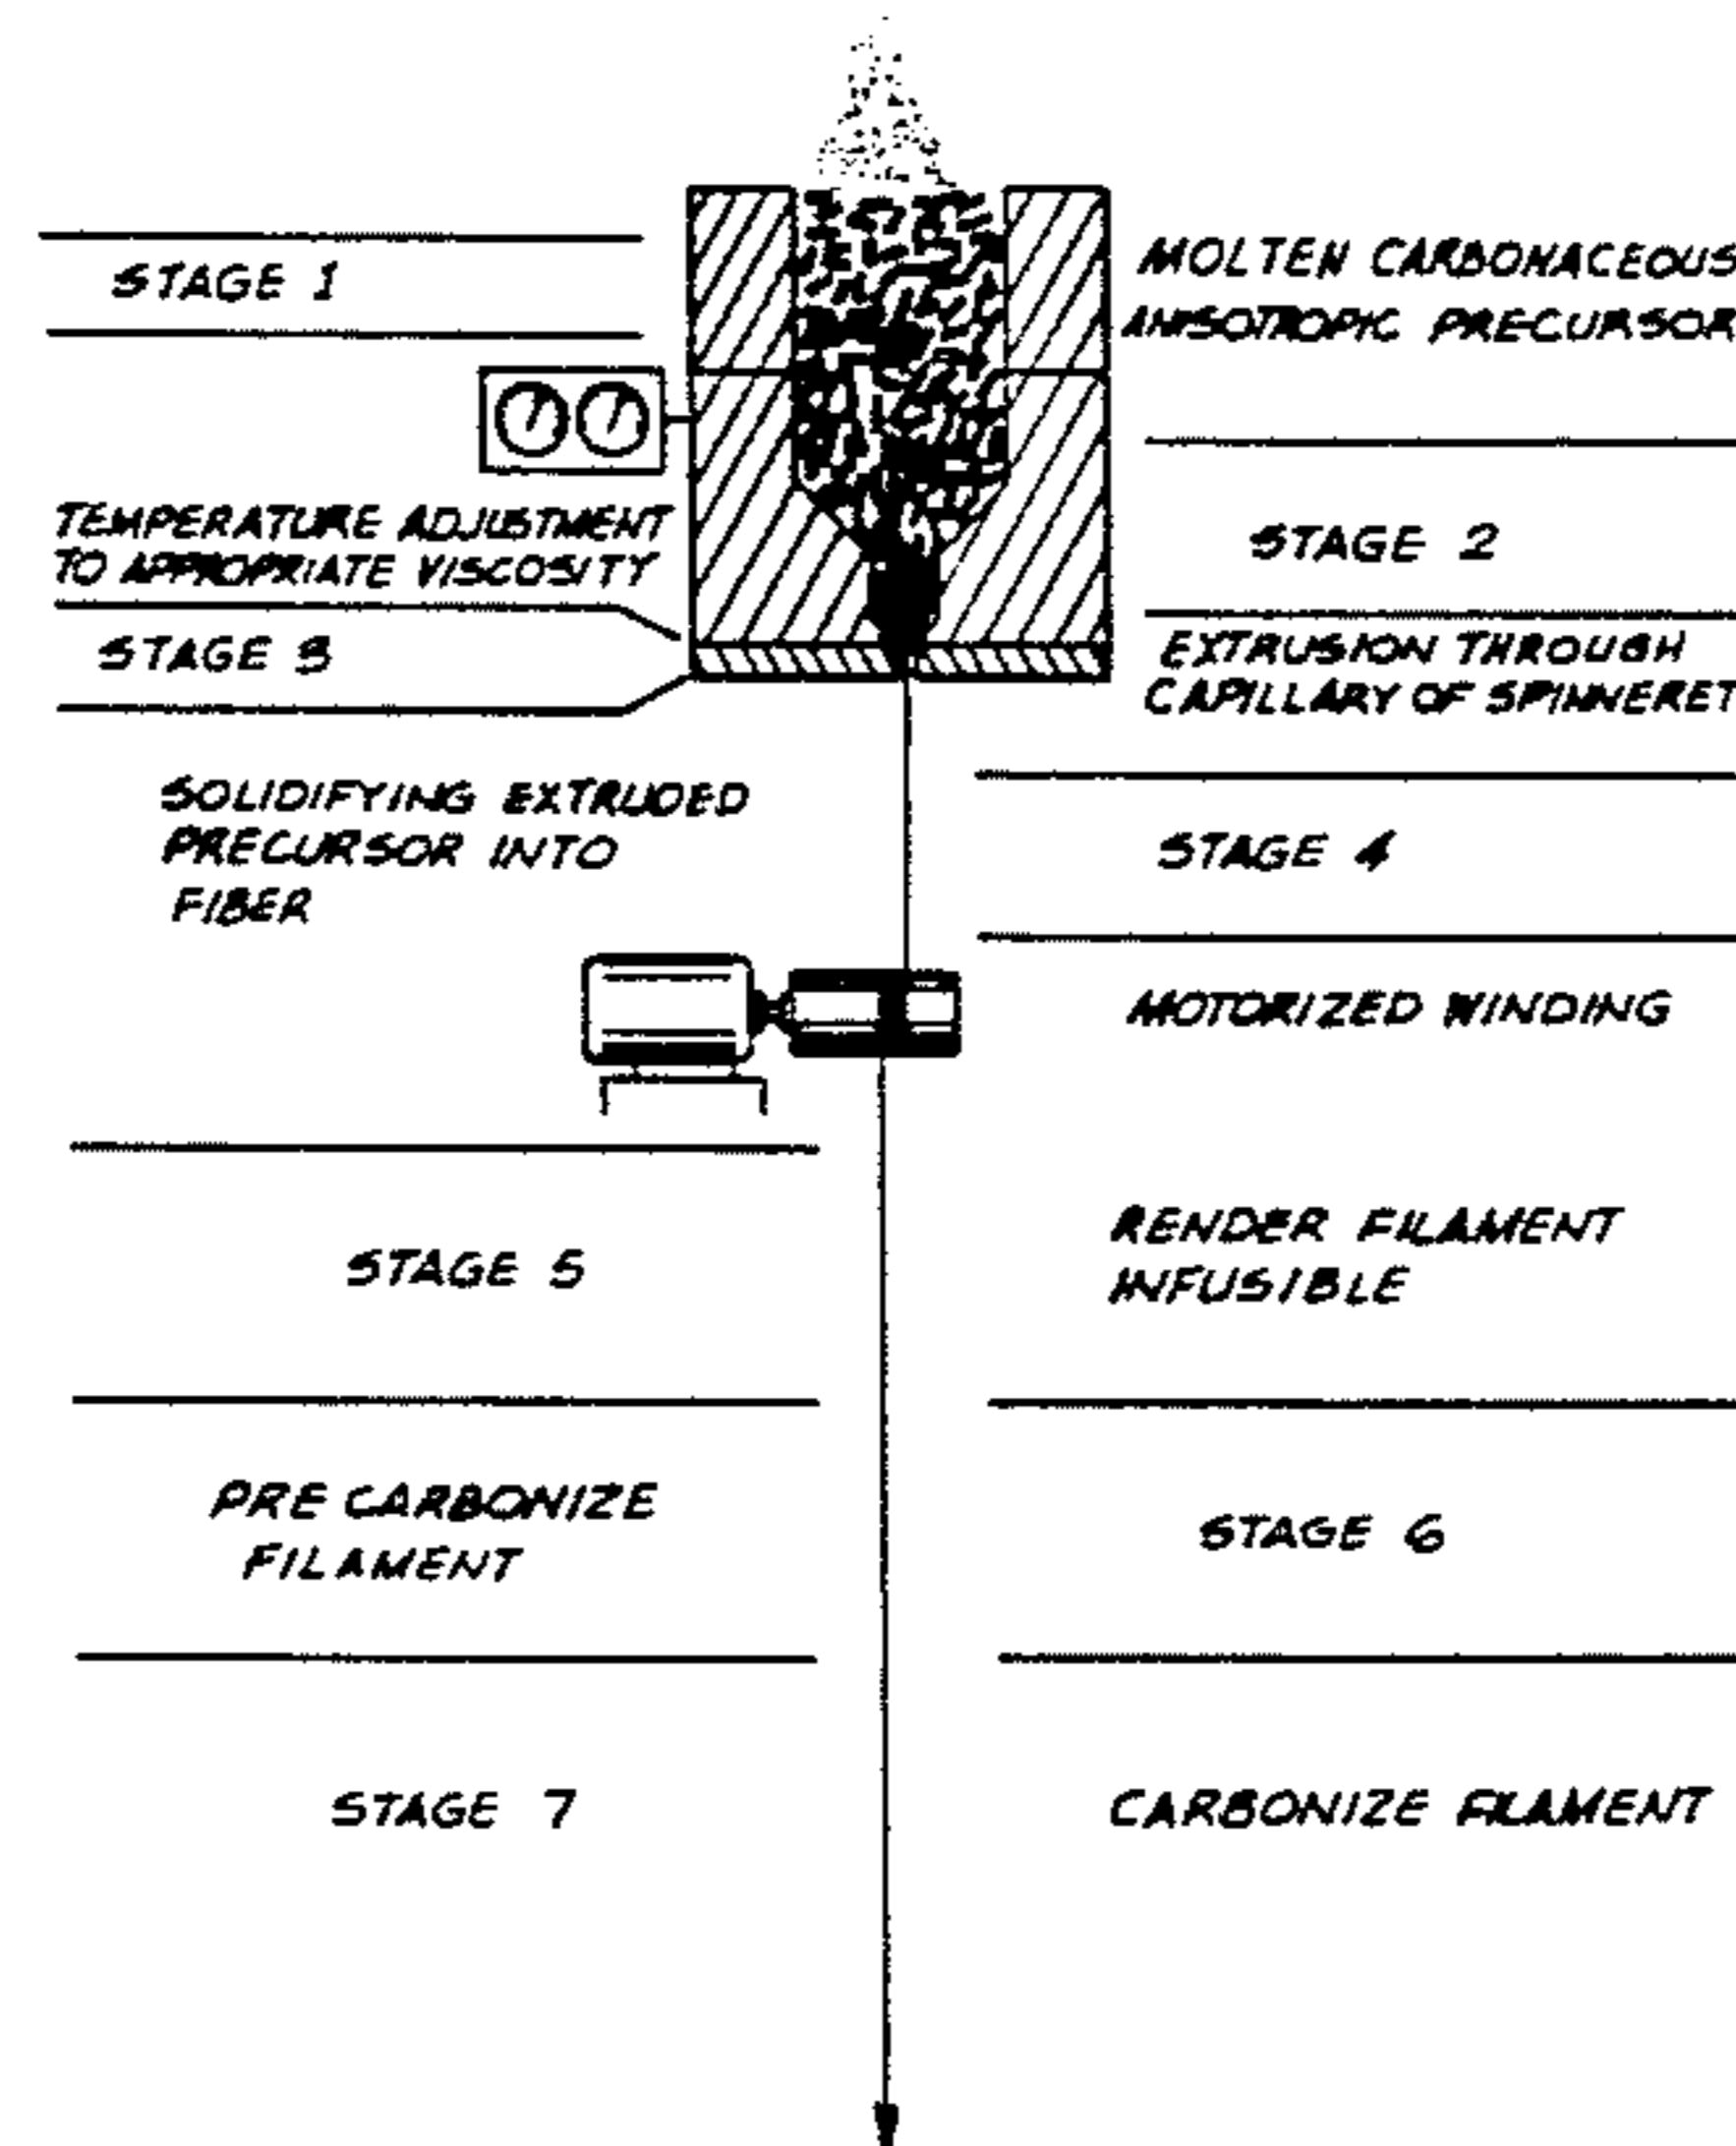 STAGE 1
MOLTEN CARBONACEOUS
ANISOTROPIC PRECURSOR
TEMPERATURE ADJUSTMENT
TO APPROPRIATE VISCOSITY
STAGE 2
STAGE 3
EXTRUSION THROUGH
CAPILLARY OF SPINNERET
SOLIDIFYING EXTRUDED
PRECURSOR INTO
FIBER
STAGE 4
MOTORIZED WINDING
STAGE 5
RENDER FILAMENT
INFUSIBLE
PRE CARBONIZE
FILAMENT
STAGE 6
STAGE 7
CARBONIZE FILAMENT